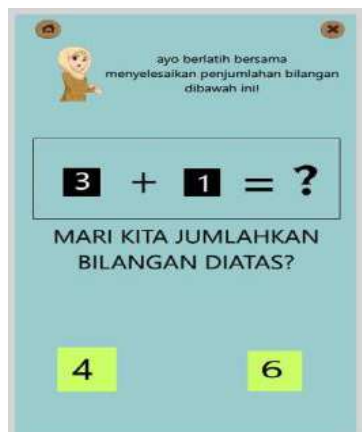 ayo berlatih bersama
menyelesaikan penjumlahan bilangan
dibawah ini!
3 + 1 = ?
MARI KITA JUMLAHKAN
BILANGAN DIATAS?
4 6